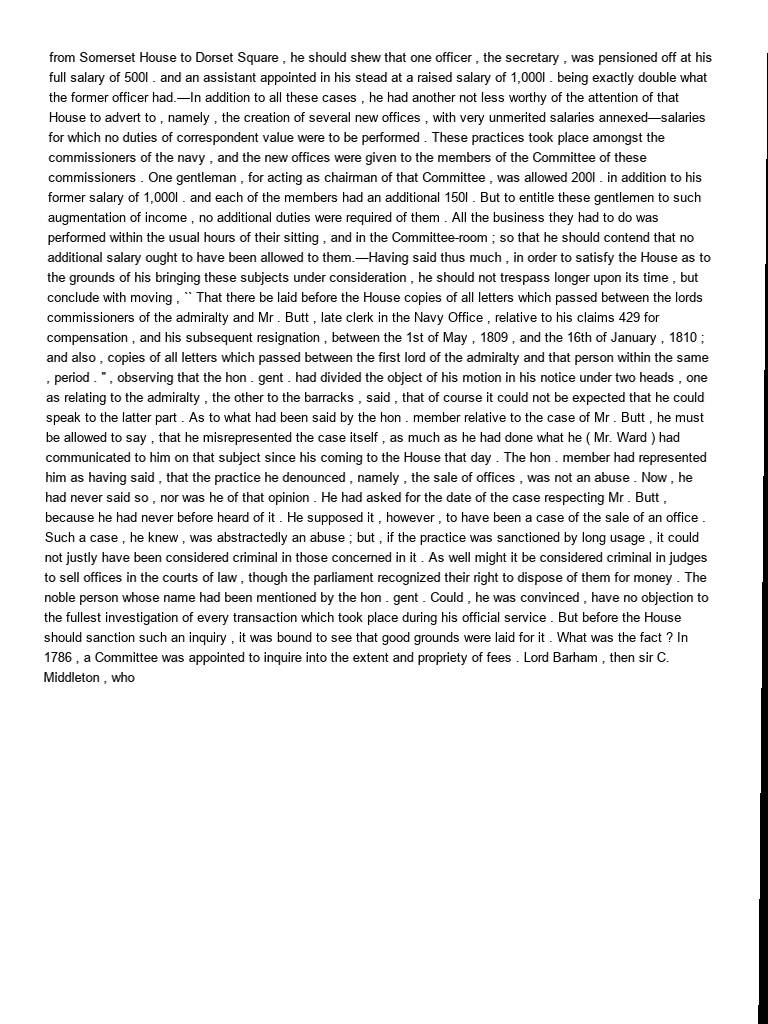 from Somerset House to Dorset Square , he should shew that one officer , the secretary , was pensioned off at his
full salary of 500l . and an assistant appointed in his stead at a raised salary of 1,000l . being exactly double what
the former officer had.—In addition to all these cases , he had another not less worthy of the attention of that
House to advert to , namely , the creation of several new offices , with very unmerited salaries annexed—salaries
for which no duties of correspondent value were to be performed . These practices took place amongst the
commissioners of the navy , and the new offices were given to the members of the Committee of these
commissioners . One gentleman , for acting as chairman of that Committee , was allowed 200l . in addition to his
former salary of 1,000l . and each of the members had an additional 150l . But to entitle these gentlemen to such
augmentation of income , no additional duties were required of them . All the business they had to do was
performed within the usual hours of their sitting , and in the Committee-room ; so that he should contend that no
additional salary ought to have been allowed to them.—Having said thus much , in order to satisfy the House as to
the grounds of his bringing these subjects under consideration , he should not trespass longer upon its time , but
conclude with moving , `` That there be laid before the House copies of all letters which passed between the lords
commissioners of the admiralty and Mr . Butt , late clerk in the Navy Office , relative to his claims 429 for
compensation , and his subsequent resignation , between the 1st of May , 1809 , and the 16th of January , 1810 ;
and also , copies of all letters which passed between the first lord of the admiralty and that person within the same
, period . " , observing that the hon . gent . had divided the object of his motion in his notice under two heads , one
as relating to the admiralty , the other to the barracks , said , that of course it could not be expected that he could
speak to the latter part . As to what had been said by the hon . member relative to the case of Mr . Butt , he must
be allowed to say , that he misrepresented the case itself , as much as he had done what he ( Mr. Ward ) had
communicated to him on that subject since his coming to the House that day . The hon . member had represented
him as having said , that the practice he denounced , namely , the sale of offices , was not an abuse . Now , he
had never said so , nor was he of that opinion . He had asked for the date of the case respecting Mr . Butt ,
because he had never before heard of it . He supposed it , however , to have been a case of the sale of an office .
Such a case , he knew , was abstractedly an abuse ; but , if the practice was sanctioned by long usage , it could
not justly have been considered criminal in those concerned in it . As well might it be considered criminal in judges
to sell offices in the courts of law , though the parliament recognized their right to dispose of them for money . The
noble person whose name had been mentioned by the hon . gent . Could , he was convinced , have no objection to
the fullest investigation of every transaction which took place during his official service . But before the House
should sanction such an inquiry , it was bound to see that good grounds were laid for it . What was the fact ? In
1786 , a Committee was appointed to inquire into the extent and propriety of fees . Lord Barham , then sir C.
Middleton , who